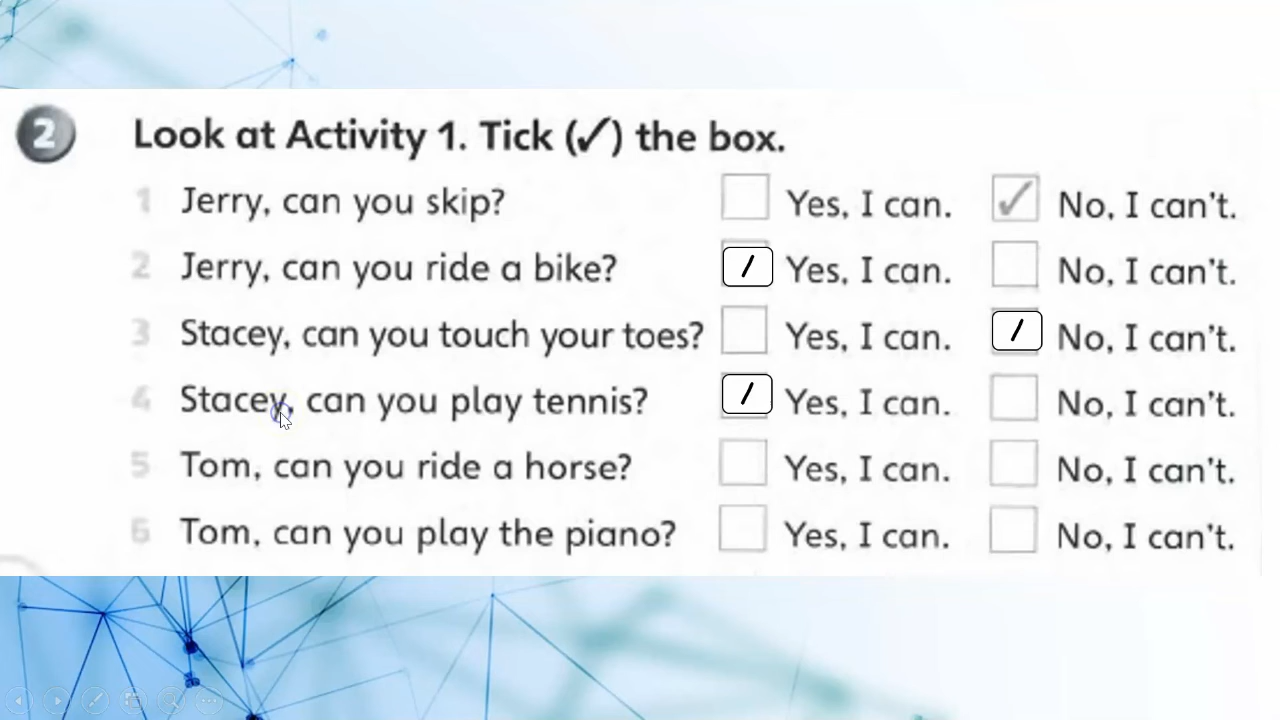 2 Look at Activity 1. Tick (✓) the box.
1 Jerry, can you skip? Yes, I can. ✓ No, I can't.
2 Jerry, can you ride a bike? / Yes, I can. No, I can't.
3 Stacey, can you touch your toes? Yes, I can. / No, I can't.
4 Stacey, can you play tennis? / Yes, I can. No, I can't.
5 Tom, can you ride a horse? Yes, I can. No, I can't.
6 Tom, can you play the piano? Yes, I can. No, I can't.